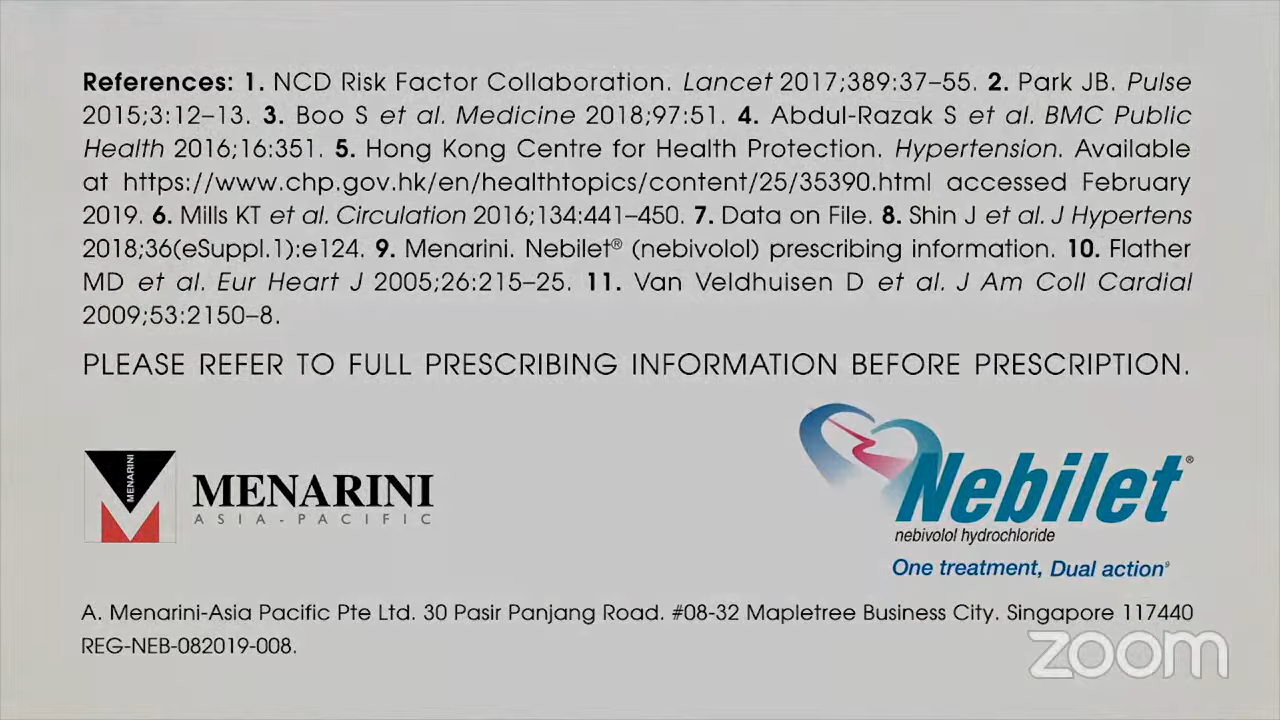 References: 1. NCD Risk Factor Collaboration. Lancet 2017;389:37–55. 2. Park JB. Pulse
2015;3:12–13. 3. Boo S et al. Medicine 2018;97:51. 4. Abdul-Razak S et al. BMC Public
Health 2016;16:351. 5. Hong Kong Centre for Health Protection. Hypertension. Available
at https://www.chp.gov.hk/en/healthtopics/content/25/35390.html accessed February
2019. 6. Mills KT et al. Circulation 2016;134:441–450. 7. Data on File. 8. Shin J et al. J Hypertens
2018;36(eSuppl.1):e124. 9. Menarini. Nebilet® (nebivolol) prescribing information. 10. Flather
MD et al. Eur Heart J 2005;26:215–25. 11. Van Veldhuisen D et al. J Am Coll Cardial
2009;53:2150–8.
PLEASE REFER TO FULL PRESCRIBING INFORMATION BEFORE PRESCRIPTION.
MENARINI
MENARINI
ASIA-PACIFIC
Nebilet®
nebivolol hydrochloride
One treatment, Dual action⁹
A. Menarini-Asia Pacific Pte Ltd. 30 Pasir Panjang Road. #08-32 Mapletree Business City. Singapore 117440
REG-NEB-082019-008.
zoom